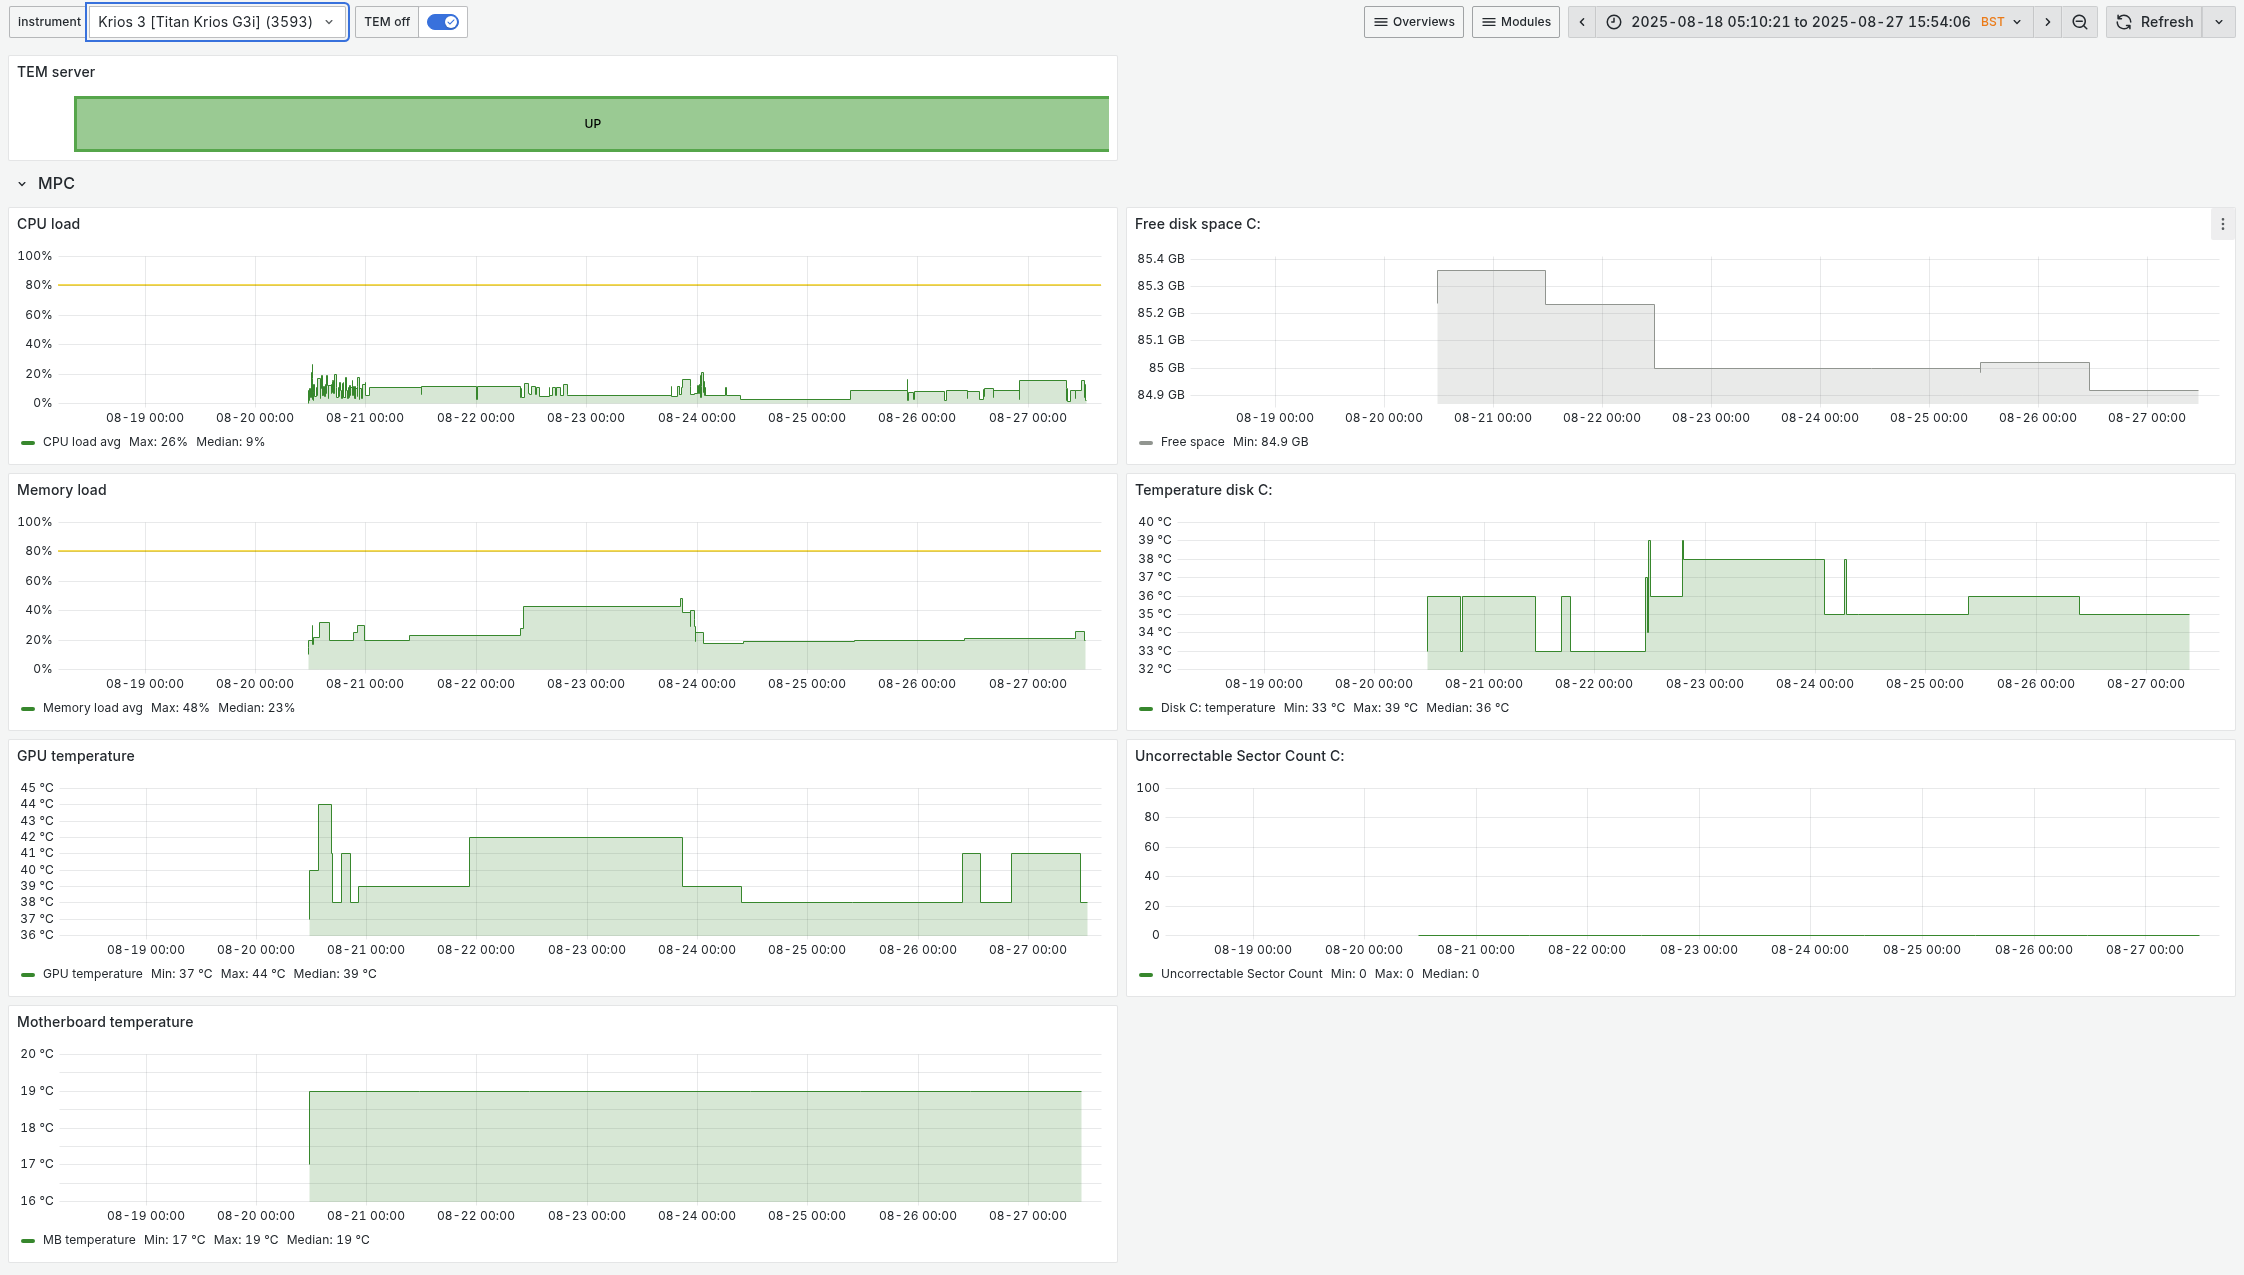 instrument Krios 3 [Titan Krios G3i] (3593) TEM off Overviews Modules 2025-08-18 05:10:21 to 2025-08-27 15:54:06 BST Refresh
TEM server
UP
MPC
CPU load
100%
80%
60%
40%
20%
0%
08-19 00:00 08-20 00:00 08-21 00:00 08-22 00:00 08-23 00:00 08-24 00:00 08-25 00:00 08-26 00:00 08-27 00:00
CPU load avg Max: 26% Median: 9%
Free disk space C:
85.4 GB
85.3 GB
85.2 GB
85.1 GB
85 GB
84.9 GB
08-19 00:00 08-20 00:00 08-21 00:00 08-22 00:00 08-23 00:00 08-24 00:00 08-25 00:00 08-26 00:00 08-27 00:00
Free space Min: 84.9 GB
Memory load
100%
80%
60%
40%
20%
0%
08-19 00:00 08-20 00:00 08-21 00:00 08-22 00:00 08-23 00:00 08-24 00:00 08-25 00:00 08-26 00:00 08-27 00:00
Memory load avg Max: 48% Median: 23%
Temperature disk C:
40 °C
39 °C
38 °C
37 °C
36 °C
35 °C
34 °C
33 °C
32 °C
08-19 00:00 08-20 00:00 08-21 00:00 08-22 00:00 08-23 00:00 08-24 00:00 08-25 00:00 08-26 00:00 08-27 00:00
Disk C: temperature Min: 33 °C Max: 39 °C Median: 36 °C
GPU temperature
45 °C
44 °C
43 °C
42 °C
41 °C
40 °C
39 °C
38 °C
37 °C
36 °C
08-19 00:00 08-20 00:00 08-21 00:00 08-22 00:00 08-23 00:00 08-24 00:00 08-25 00:00 08-26 00:00 08-27 00:00
GPU temperature Min: 37 °C Max: 44 °C Median: 39 °C
Uncorrectable Sector Count C:
100
80
60
40
20
0
08-19 00:00 08-20 00:00 08-21 00:00 08-22 00:00 08-23 00:00 08-24 00:00 08-25 00:00 08-26 00:00 08-27 00:00
Uncorrectable Sector Count Min: 0 Max: 0 Median: 0
Motherboard temperature
20 °C
19 °C
18 °C
17 °C
16 °C
08-19 00:00 08-20 00:00 08-21 00:00 08-22 00:00 08-23 00:00 08-24 00:00 08-25 00:00 08-26 00:00 08-27 00:00
MB temperature Min: 17 °C Max: 19 °C Median: 19 °C